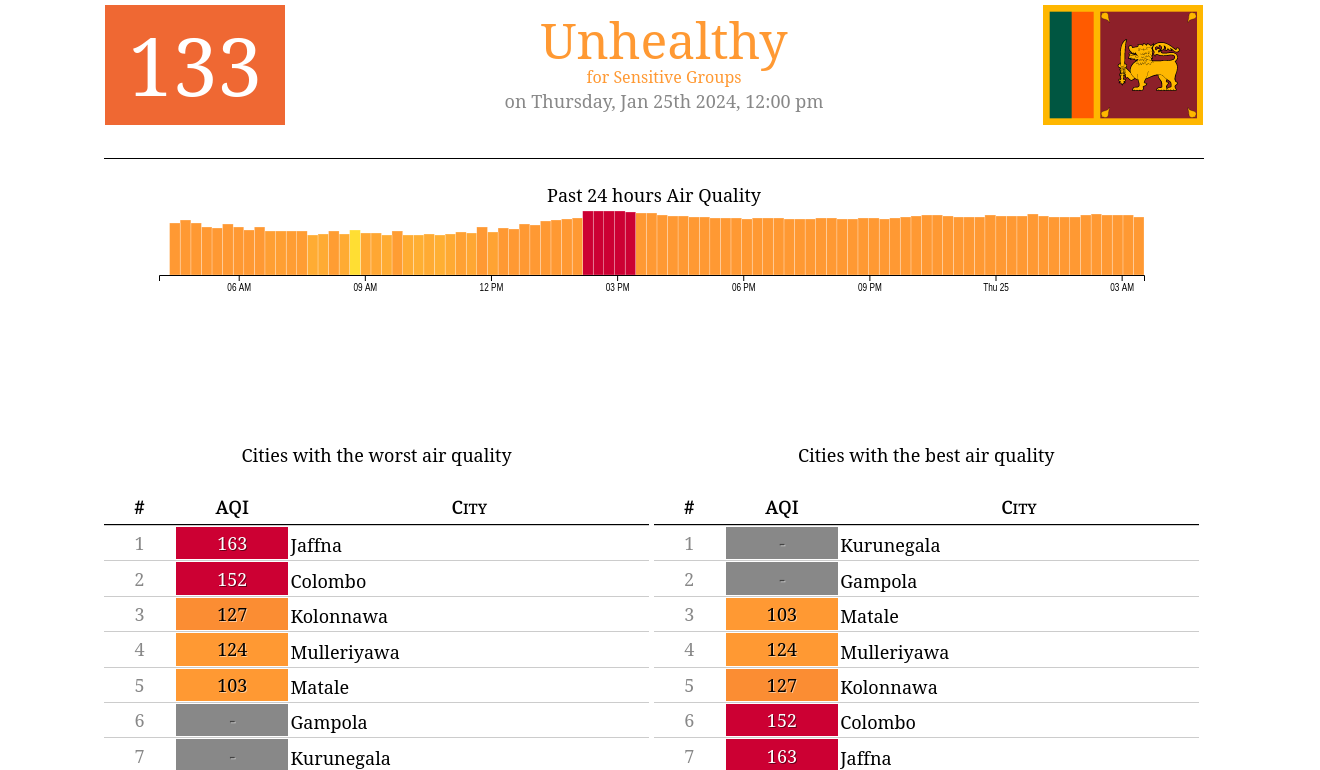 133
Unhealthy
for Sensitive Groups
on Thursday, Jan 25th 2024, 12:00 pm
Past 24 hours Air Quality
06 AM 09 AM 12 PM 03 PM 06 PM 09 PM Thu 25 03 AM
Cities with the worst air quality
# AQI City
1 163 Jaffna
2 152 Colombo
3 127 Kolonnawa
4 124 Mulleriyawa
5 103 Matale
6 - Gampola
7 - Kurunegala
Cities with the best air quality
# AQI City
1 - Kurunegala
2 - Gampola
3 103 Matale
4 124 Mulleriyawa
5 127 Kolonnawa
6 152 Colombo
7 163 Jaffna